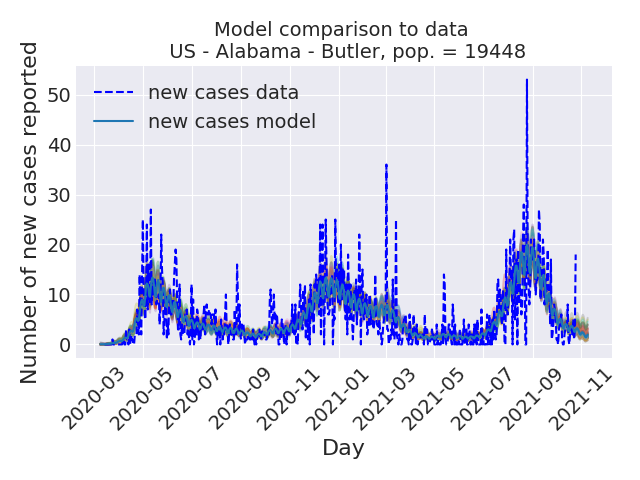 Model comparison to data
US - Alabama - Butler, pop. = 19448
Number of new cases reported
50
40
30
20
10
0
new cases data
new cases model
2020-03
2020-05
2020-07
2020-09
2020-11
2021-01
2021-03
2021-05
2021-07
2021-09
2021-11
Day